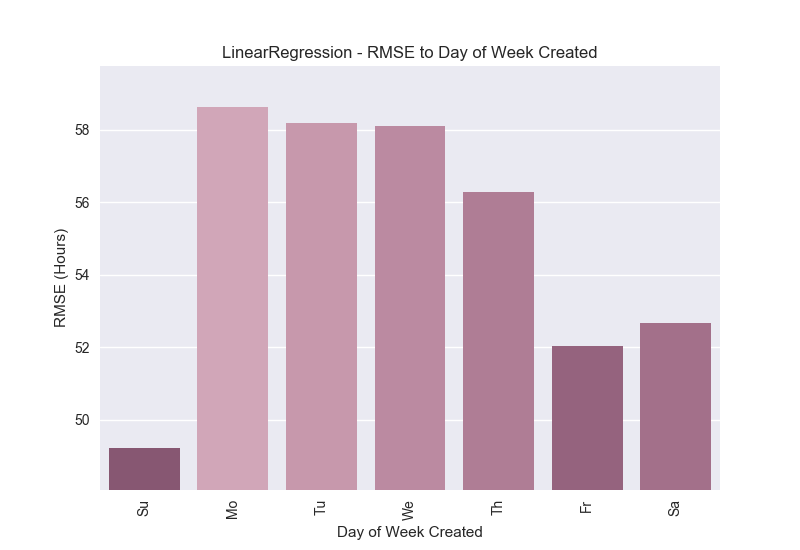 LinearRegression - RMSE to Day of Week Created
RMSE (Hours)
58
56
54
52
50
Su Mo Tu We Th Fr Sa
Day of Week Created